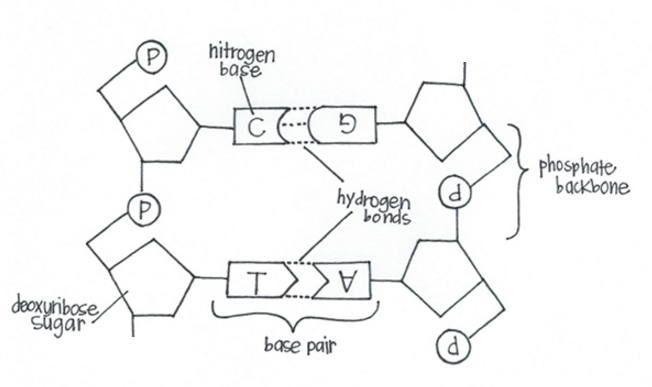 P
nitrogen
base
C
G
phosphate
backbone
P
P
hydrogen
bonds
T
A
deoxyribose
sugar
base pair
P